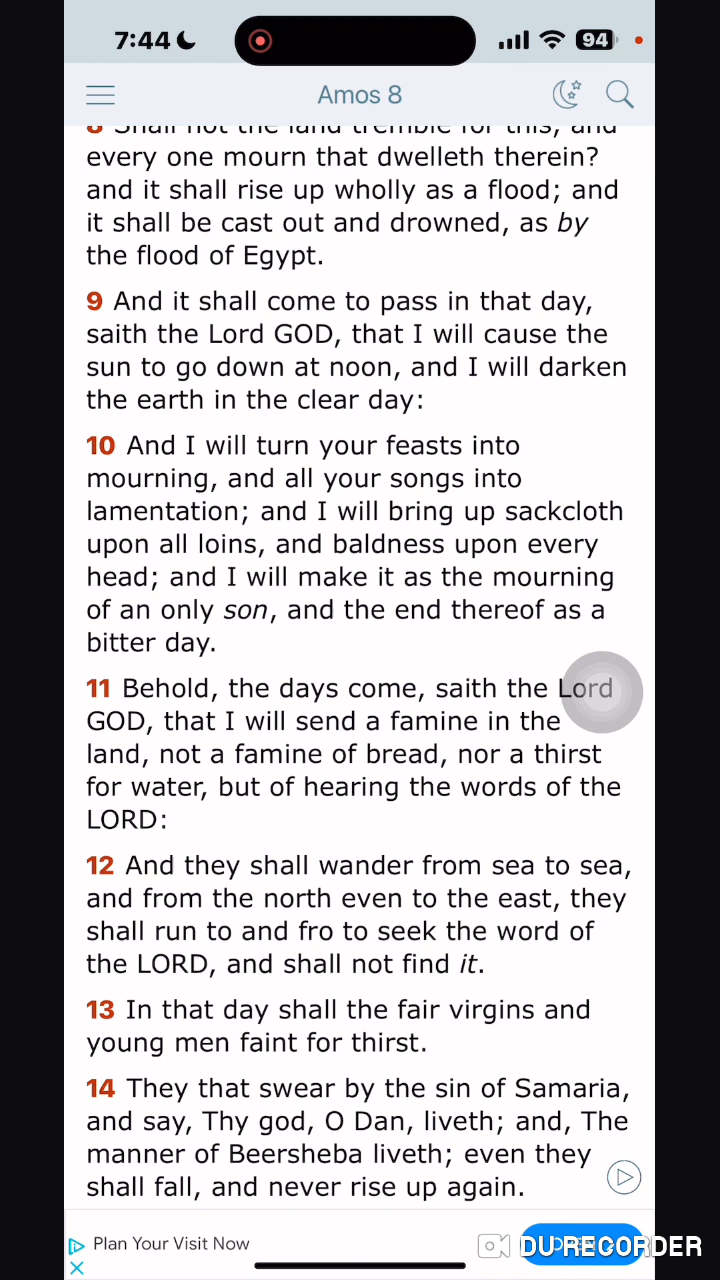 7:44
94
Amos 8
8 Shall not the land tremble for this, and
every one mourn that dwelleth therein?
and it shall rise up wholly as a flood; and
it shall be cast out and drowned, as by
the flood of Egypt.
9 And it shall come to pass in that day,
saith the Lord GOD, that I will cause the
sun to go down at noon, and I will darken
the earth in the clear day:
10 And I will turn your feasts into
mourning, and all your songs into
lamentation; and I will bring up sackcloth
upon all loins, and baldness upon every
head; and I will make it as the mourning
of an only son, and the end thereof as a
bitter day.
11 Behold, the days come, saith the Lord
GOD, that I will send a famine in the
land, not a famine of bread, nor a thirst
for water, but of hearing the words of the
LORD:
12 And they shall wander from sea to sea,
and from the north even to the east, they
shall run to and fro to seek the word of
the LORD, and shall not find it.
13 In that day shall the fair virgins and
young men faint for thirst.
14 They that swear by the sin of Samaria,
and say, Thy god, O Dan, liveth; and, The
manner of Beersheba liveth; even they
shall fall, and never rise up again.
Plan Your Visit Now
DU RECORDER